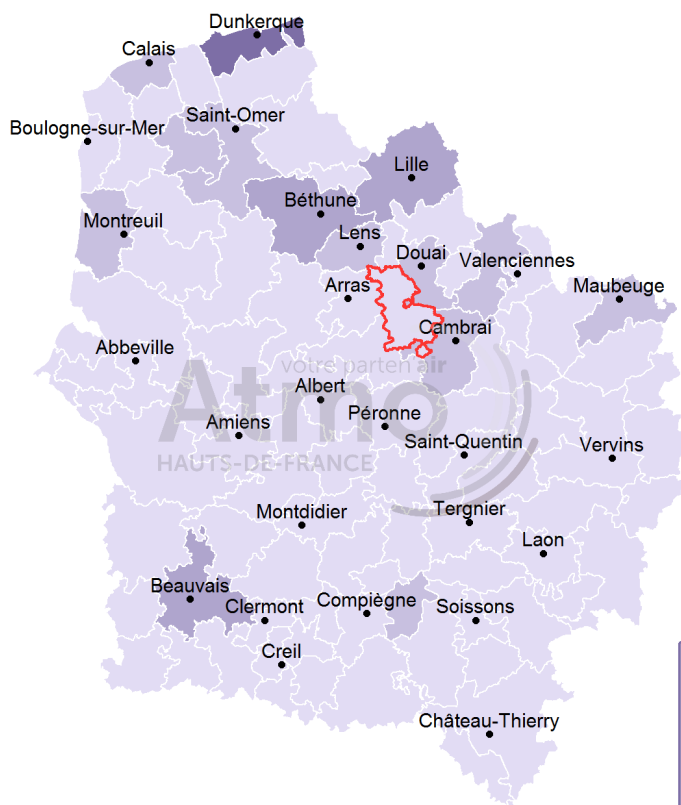 Dunkerque
Calais
Saint-Omer
Boulogne-sur-Mer
Lille
Béthune
Montreuil
Lens
Douai
Valenciennes
Arras
Maubeuge
Cambrai
Abbeville
votre parten'air
Atmo
HAUTS-DE-FRANCE
Albert
Péronne
Amiens
Saint-Quentin
Vervins
Montdidier
Tergnier
Laon
Beauvais
Clermont
Compiègne
Soissons
Creil
Château-Thierry